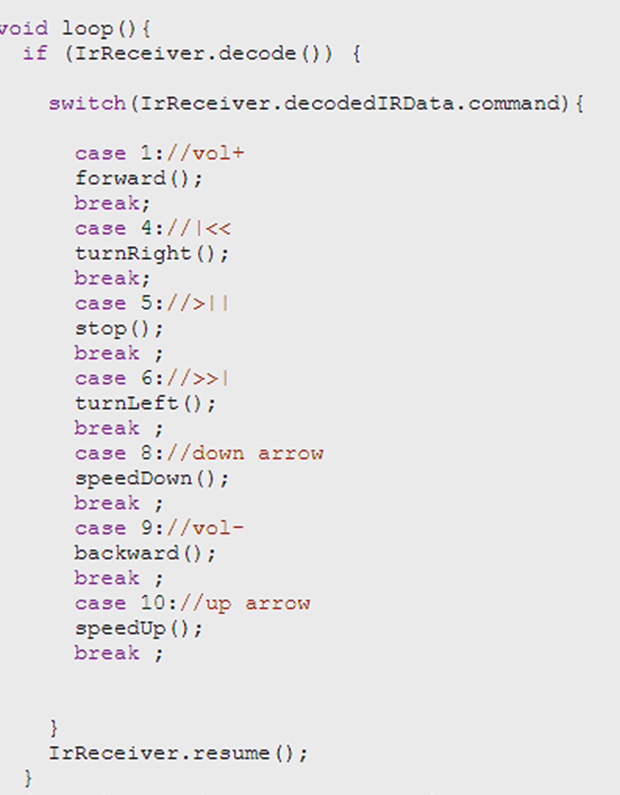 void loop(){
if (IrReceiver.decode()) {
switch(IrReceiver.decodedIRData.command){
case 1://vol+
forward();
break;
case 4://|<<
turnRight();
break;
case 5://>||
stop();
break ;
case 6://>>|
turnLeft();
break ;
case 8://down arrow
speedDown();
break ;
case 9://vol-
backward();
break ;
case 10://up arrow
speedUp();
break ;
}
IrReceiver.resume();
}